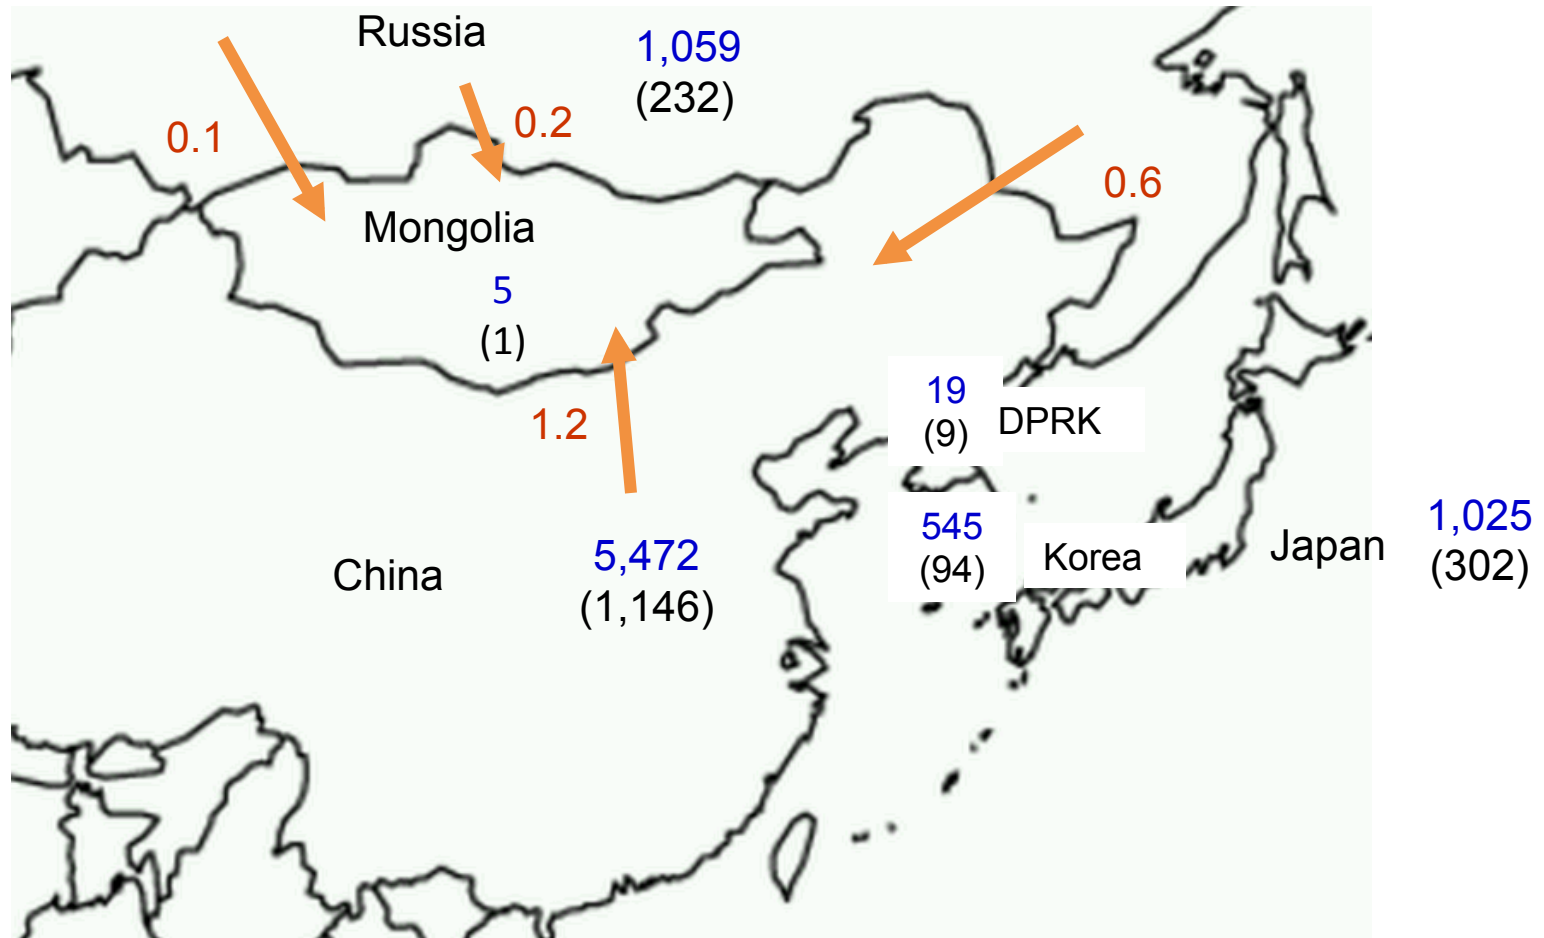 Russia
1,059
(232)
0.1
0.2
0.6
Mongolia
5
(1)
1.2
19
(9)
DPRK
545
(94)
Korea
Japan
1,025
(302)
China
5,472
(1,146)